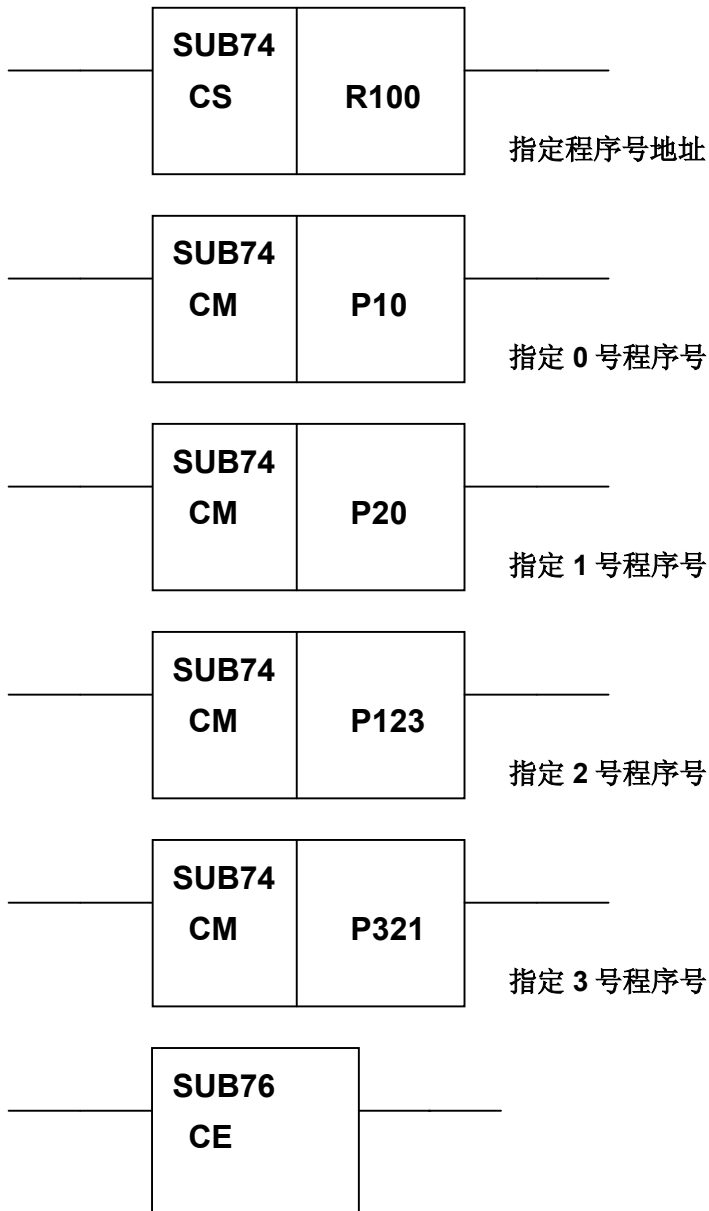 SUB74
CS R100
指定程序号地址
SUB74
CM P10
指定 0 号程序号
SUB74
CM P20
指定 1 号程序号
SUB74
CM P123
指定 2 号程序号
SUB74
CM P321
指定 3 号程序号
SUB76
CE